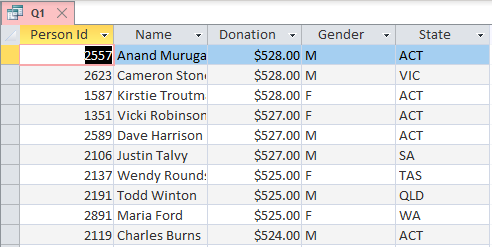 Q1
Person Id Name Donation Gender State
2557 Anand Muruga $528.00 M ACT
2623 Cameron Stone $528.00 M VIC
1587 Kirstie Troutm $528.00 F ACT
1351 Vicki Robinson $527.00 F ACT
2589 Dave Harrison $527.00 M ACT
2106 Justin Talvy $527.00 M SA
2137 Wendy Rounds $525.00 F TAS
2191 Todd Winton $525.00 M QLD
2891 Maria Ford $525.00 F WA
2119 Charles Burns $524.00 M ACT